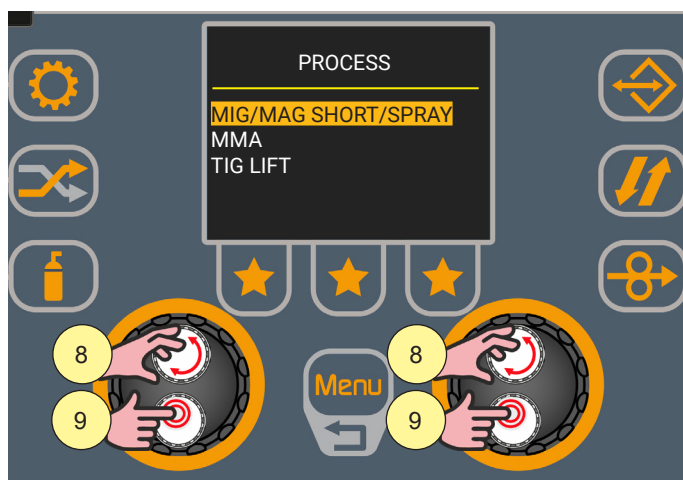 PROCESS
MIG/MAG SHORT/SPRAY
MMA
TIG LIFT
8
8
Menu
9
9